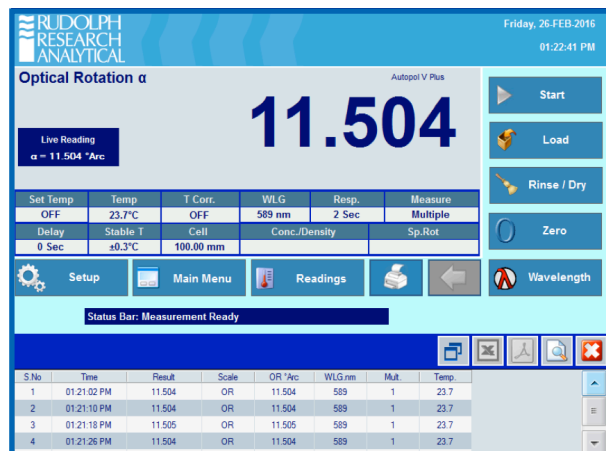 RUDOLPH
RESEARCH
ANALYTICAL
Friday, 26-FEB-2016
01:22:41 PM
Optical Rotation α
Autopol V Plus
11.504
Live Reading
α = 11.504 °Arc
Start
Load
Rinse / Dry
Zero
Wavelength
Set Temp Temp T Corr. WLG Resp. Measure
OFF 23.7°C OFF 589 nm 2 Sec Multiple
Delay Stable T Cell Conc./Density Sp.Rot
0 Sec ±0.3°C 100.00 mm
Setup Main Menu Readings
Status Bar: Measurement Ready
S.No Time Result Scale OR °Arc WLG.nm Mult. Temp.
1 01:21:02 PM 11.504 OR 11.504 589 1 23.7
2 01:21:10 PM 11.504 OR 11.504 589 1 23.7
3 01:21:18 PM 11.505 OR 11.505 589 1 23.7
4 01:21:26 PM 11.504 OR 11.504 589 1 23.7